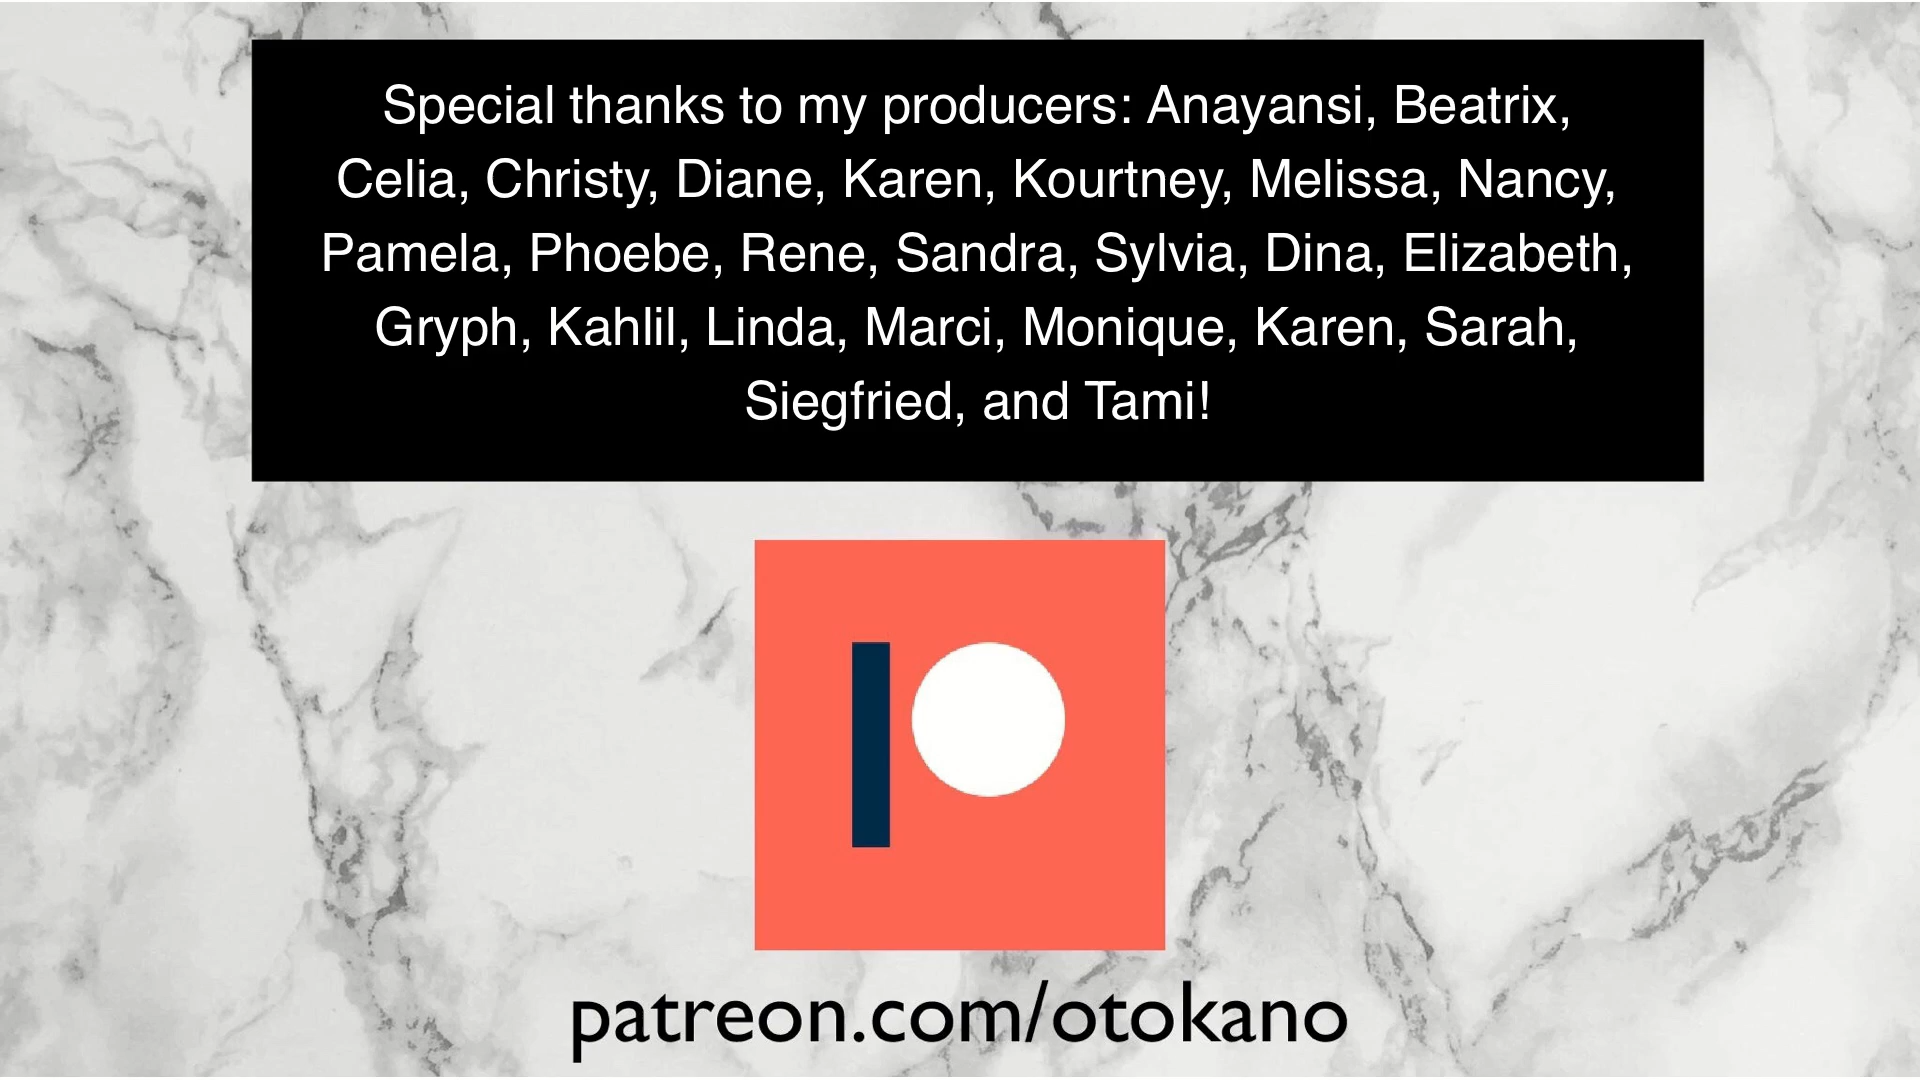 Special thanks to my producers: Anayansi, Beatrix,
Celia, Christy, Diane, Karen, Kourtney, Melissa, Nancy,
Pamela, Phoebe, Rene, Sandra, Sylvia, Dina, Elizabeth,
Gryph, Kahlil, Linda, Marci, Monique, Karen, Sarah,
Siegfried, and Tami!
patreon.com/otokano